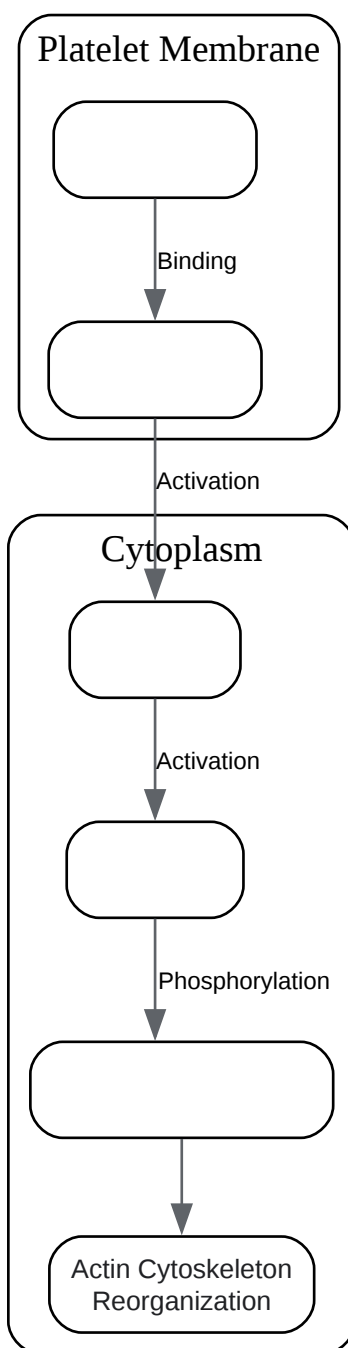 Platelet Membrane
Binding
Activation
Cytoplasm
Activation
Phosphorylation
Actin Cytoskeleton
Reorganization